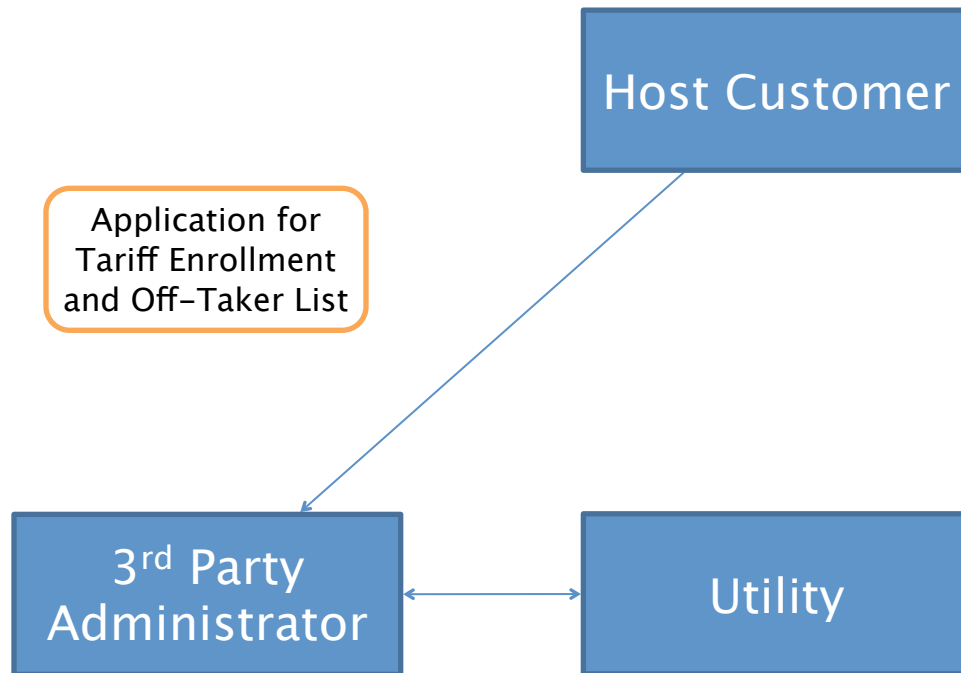 Host Customer
Application for
Tariff Enrollment
and Off-Taker List
3rd Party
Administrator
Utility